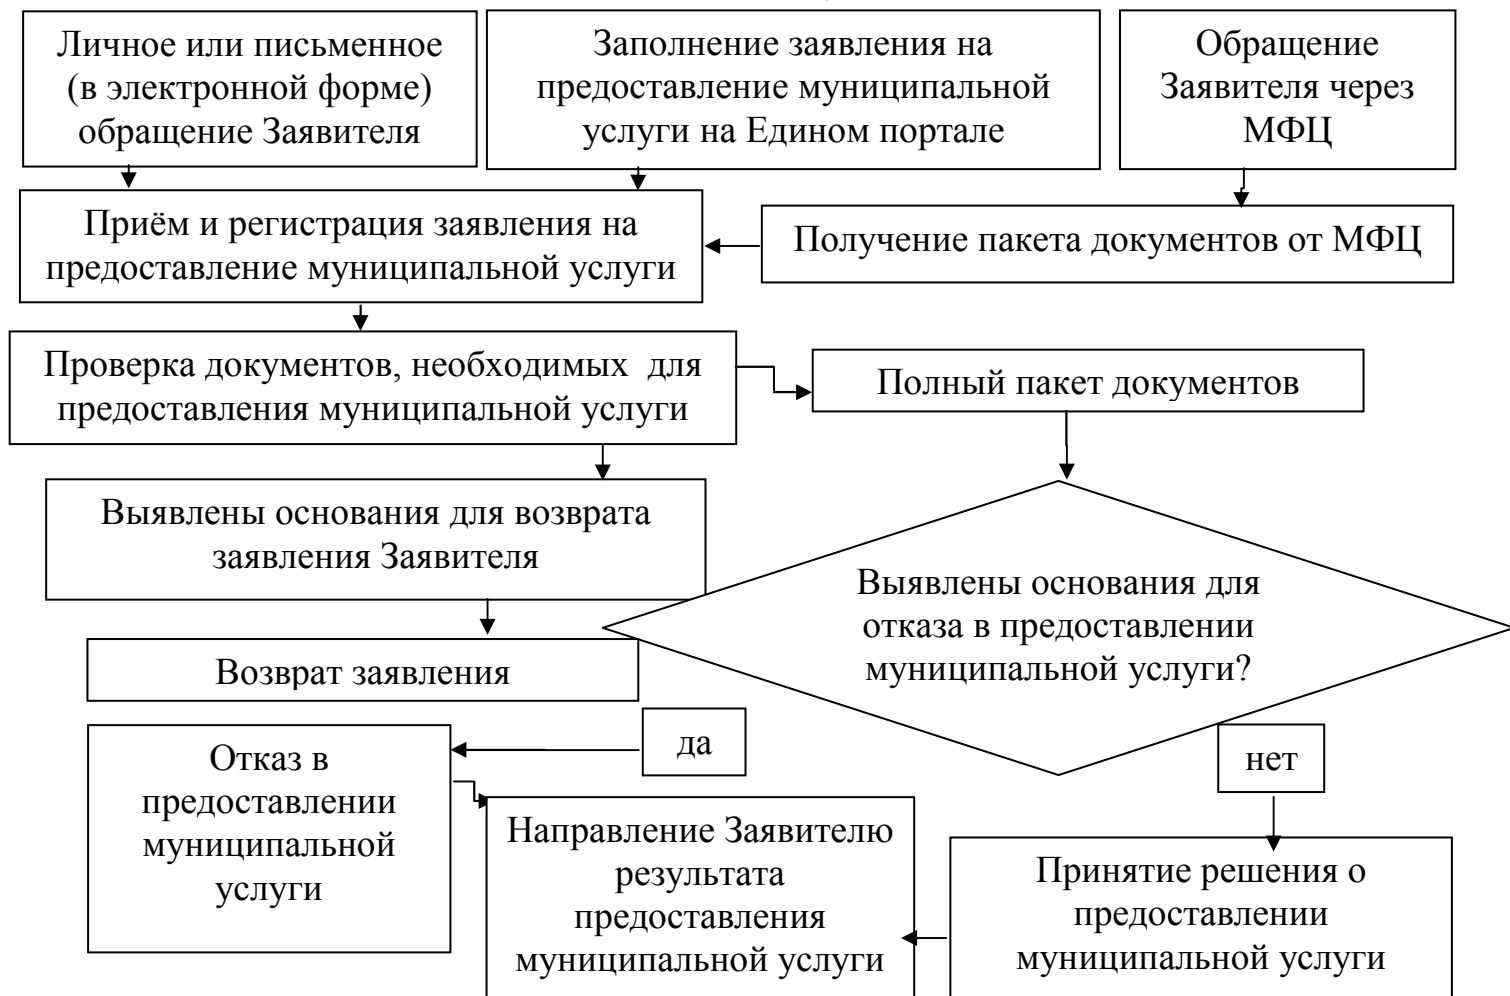 Личное или письменное
(в электронной форме)
обращение Заявителя
Заполнение заявления на
предоставление муниципальной
услуги на Едином портале
Обращение
Заявителя через
МФЦ
Приём и регистрация заявления на
предоставление муниципальной услуги
Получение пакета документов от МФЦ
Проверка документов, необходимых для
предоставления муниципальной услуги
Полный пакет документов
Выявлены основания для возврата
заявления Заявителя
Выявлены основания для
отказа в предоставлении
муниципальной услуги?
Возврат заявления
да
нет
Отказ в
предоставлении
муниципальной
услуги
Направление Заявителю
результата
предоставления
муниципальной услуги
Принятие решения о
предоставлении
муниципальной услуги